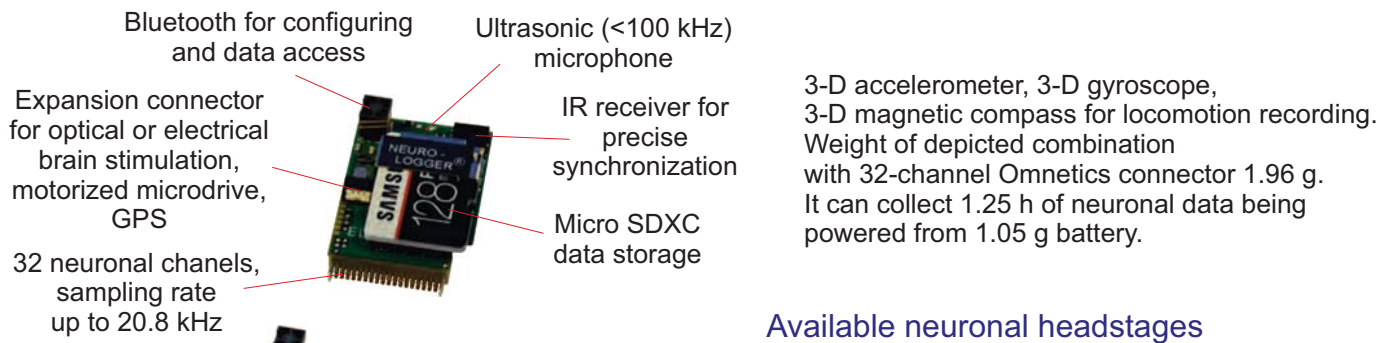 Bluetooth for configuring
and data access
Ultrasonic (<100 kHz)
microphone
Expansion connector
for optical or electrical
brain stimulation,
motorized microdrive,
GPS
IR receiver for
precise
synchronization
NEURO -
LOGGER®
SAMS
128
Micro SDXC
data storage
32 neuronal chanels,
sampling rate
up to 20.8 kHz
3-D accelerometer, 3-D gyroscope,
3-D magnetic compass for locomotion recording.
Weight of depicted combination
with 32-channel Omnetics connector 1.96 g.
It can collect 1.25 h of neuronal data being
powered from 1.05 g battery.
Available neuronal headstages